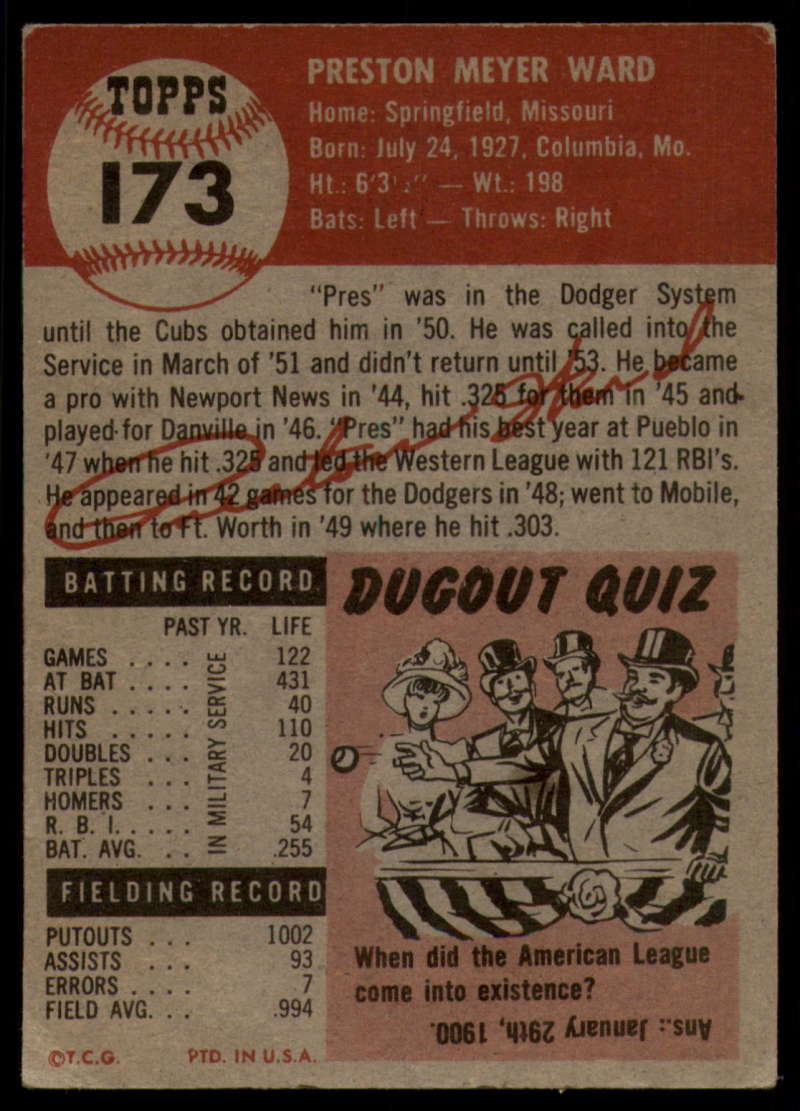 TOPPS
173
PRESTON MEYER WARD
Home: Springfield, Missouri
Born: July 24, 1927, Columbia, Mo.
Ht.: 6'3½" — Wt.: 198
Bats: Left — Throws: Right
"Pres" was in the Dodger System
until the Cubs obtained him in '50. He was called into the
Service in March of '51 and didn't return until '53. He became
a pro with Newport News in '44, hit .325 for them in '45 and
played for Danville in '46. "Pres" had his best year at Pueblo in
'47 when he hit .325 and led the Western League with 121 RBI's.
He appeared in 42 games for the Dodgers in '48; went to Mobile,
and then to Ft. Worth in '49 where he hit .303.
BATTING RECORD
PAST YR. LIFE
GAMES . . . . 122
AT BAT . . . . 431
RUNS . . . . . 40
HITS . . . . . 110
DOUBLES . . . 20
TRIPLES . . . 4
HOMERS . . . 7
R. B. I. . . . . 54
BAT. AVG. . . .255
IN MILITARY SERVICE
FIELDING RECORD
PUTOUTS . . . 1002
ASSISTS . . . 93
ERRORS . . . . 7
FIELD AVG. . . .994
©T.C.G. PTD. IN U.S.A.
DUGOUT QUIZ
When did the American League
come into existence?
Ans.: January 29th, 1900.